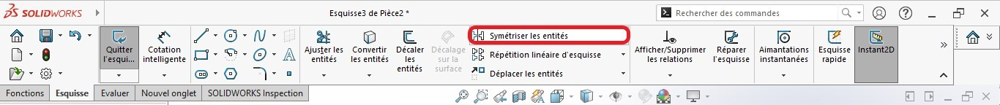 SOLIDWORKS
Esquisse3 de Pièce2 *
Rechercher des commandes
Quitter
l'esqui...
Cotation
intelligente
Ajuster les
entités
Convertir
les entités
Décaler
les
entités
Décalage
sur la
surface
Symétriser les entités
Répétition linéaire d'esquisse
Déplacer les entités
Afficher/Supprimer
les relations
Réparer
l'esquisse
Aimantations
instantanées
Esquisse
rapide
Instant2D
Fonctions
Esquisse
Evaluer
Nouvel onglet
SOLIDWORKS Inspection